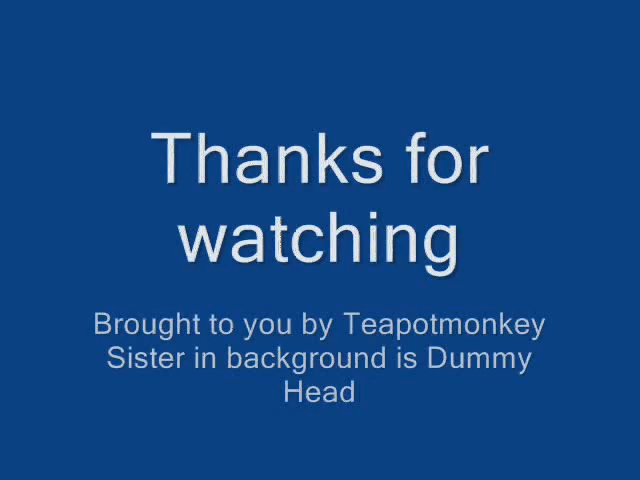 Thanks for
watching
Brought to you by Teapotmonkey
Sister in background is Dummy
Head